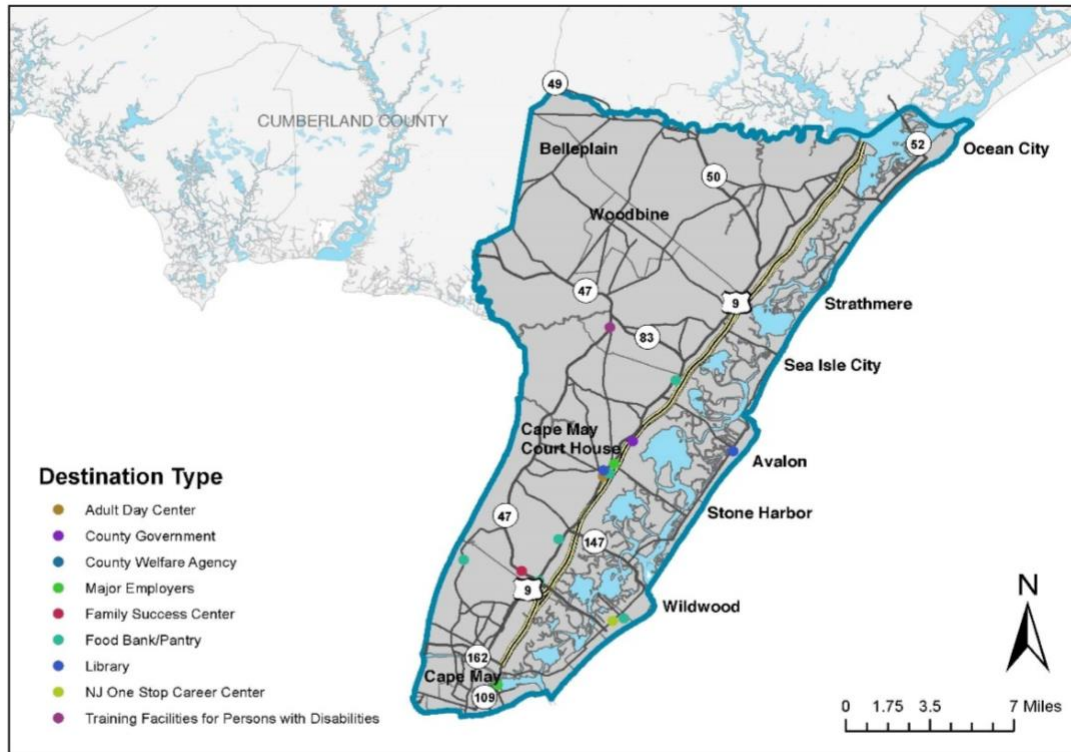 49
CUMBERLAND COUNTY
52
Ocean City
Belleplain
50
Woodbine
47
9
Strathmere
83
Sea Isle City
Cape May
Court House
Avalon
Destination Type
Adult Day Center
County Government
County Welfare Agency
Major Employers
Family Success Center
Food Bank/Pantry
Library
NJ One Stop Career Center
Training Facilities for Persons with Disabilities
47
Stone Harbor
147
9
Wildwood
162
Cape May
109
N
0 1.75 3.5 7 Miles